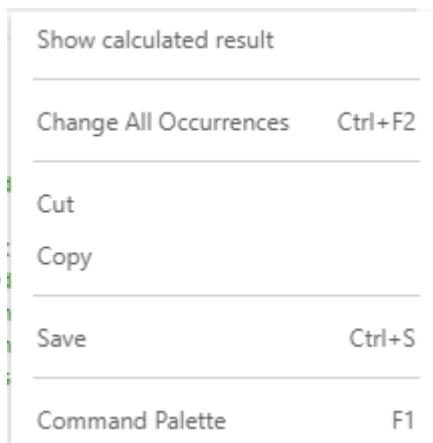 Show calculated result
Change All Occurrences Ctrl+F2
Cut
Copy
Save Ctrl+S
Command Palette F1